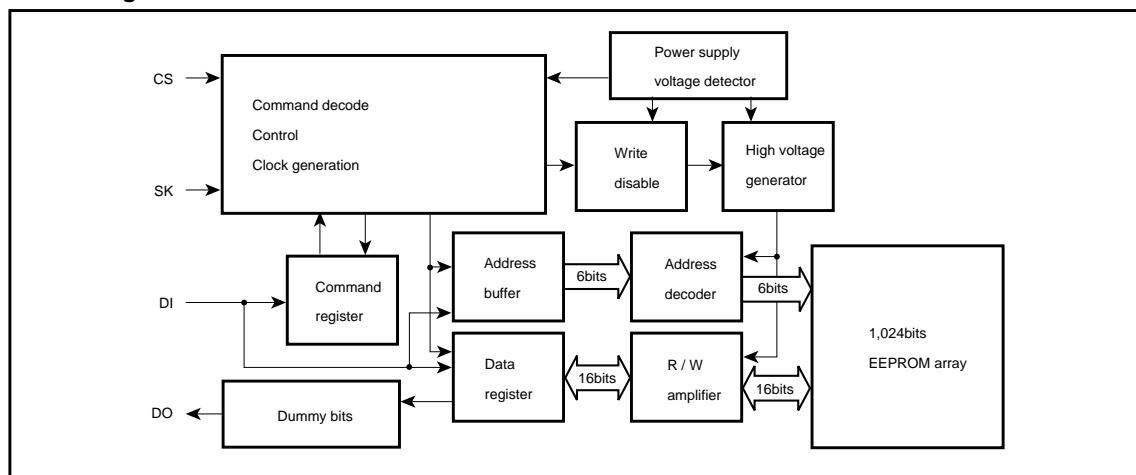 Power supply
voltage detector
CS
Command decode
Control
Clock generation
Write
disable
High voltage
generator
SK
Address
buffer
6bits
Address
decoder
6bits
DI
Command
register
1,024bits
EEPROM array
Data
register
16bits
R / W
amplifier
16bits
DO
Dummy bits